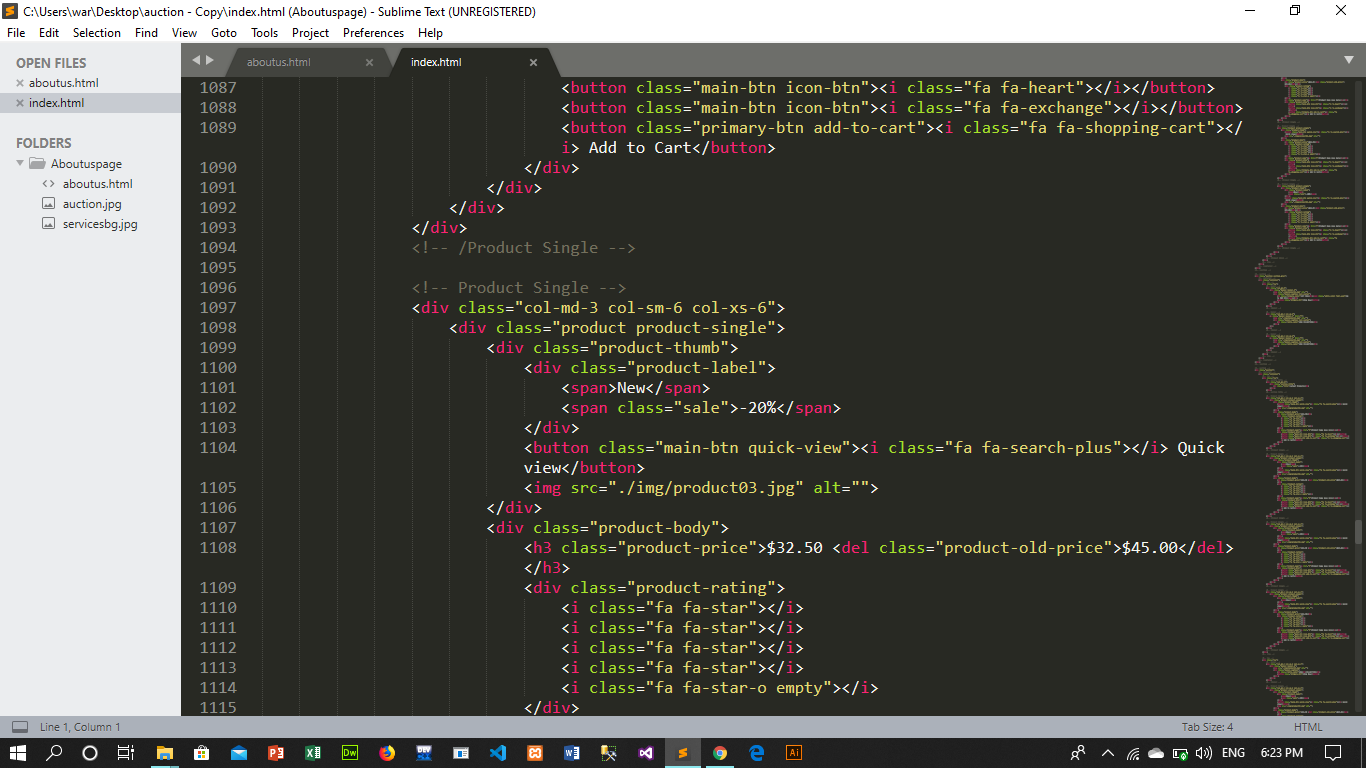 C:\Users\war\Desktop\auction - Copy\index.html (Aboutuspage) - Sublime Text (UNREGISTERED)
File Edit Selection Find View Goto Tools Project Preferences Help
OPEN FILES
aboutus.html
index.html
FOLDERS
Aboutuspage
aboutus.html
auction.jpg
servicesbg.jpg
aboutus.html index.html
1087 <button class="main-btn icon-btn"><i class="fa fa-heart"></i></button>
1088 <button class="main-btn icon-btn"><i class="fa fa-exchange"></i></button>
1089 <button class="primary-btn add-to-cart"><i class="fa fa-shopping-cart"></
i> Add to Cart</button>
1090 </div>
1091 </div>
1092 </div>
1093 </div>
1094 <!-- /Product Single -->
1095
1096 <!-- Product Single -->
1097 <div class="col-md-3 col-sm-6 col-xs-6">
1098 <div class="product product-single">
1099 <div class="product-thumb">
1100 <div class="product-label">
1101 <span>New</span>
1102 <span class="sale">-20%</span>
1103 </div>
1104 <button class="main-btn quick-view"><i class="fa fa-search-plus"></i> Quick
view</button>
1105 <img src="./img/product03.jpg" alt="">
1106 </div>
1107 <div class="product-body">
1108 <h3 class="product-price">$32.50 <del class="product-old-price">$45.00</del>
</h3>
1109 <div class="product-rating">
1110 <i class="fa fa-star"></i>
1111 <i class="fa fa-star"></i>
1112 <i class="fa fa-star"></i>
1113 <i class="fa fa-star"></i>
1114 <i class="fa fa-star-o empty"></i>
1115 </div>
Line 1, Column 1 Tab Size: 4 HTML
Dw DEV Ai ENG 6:23 PM